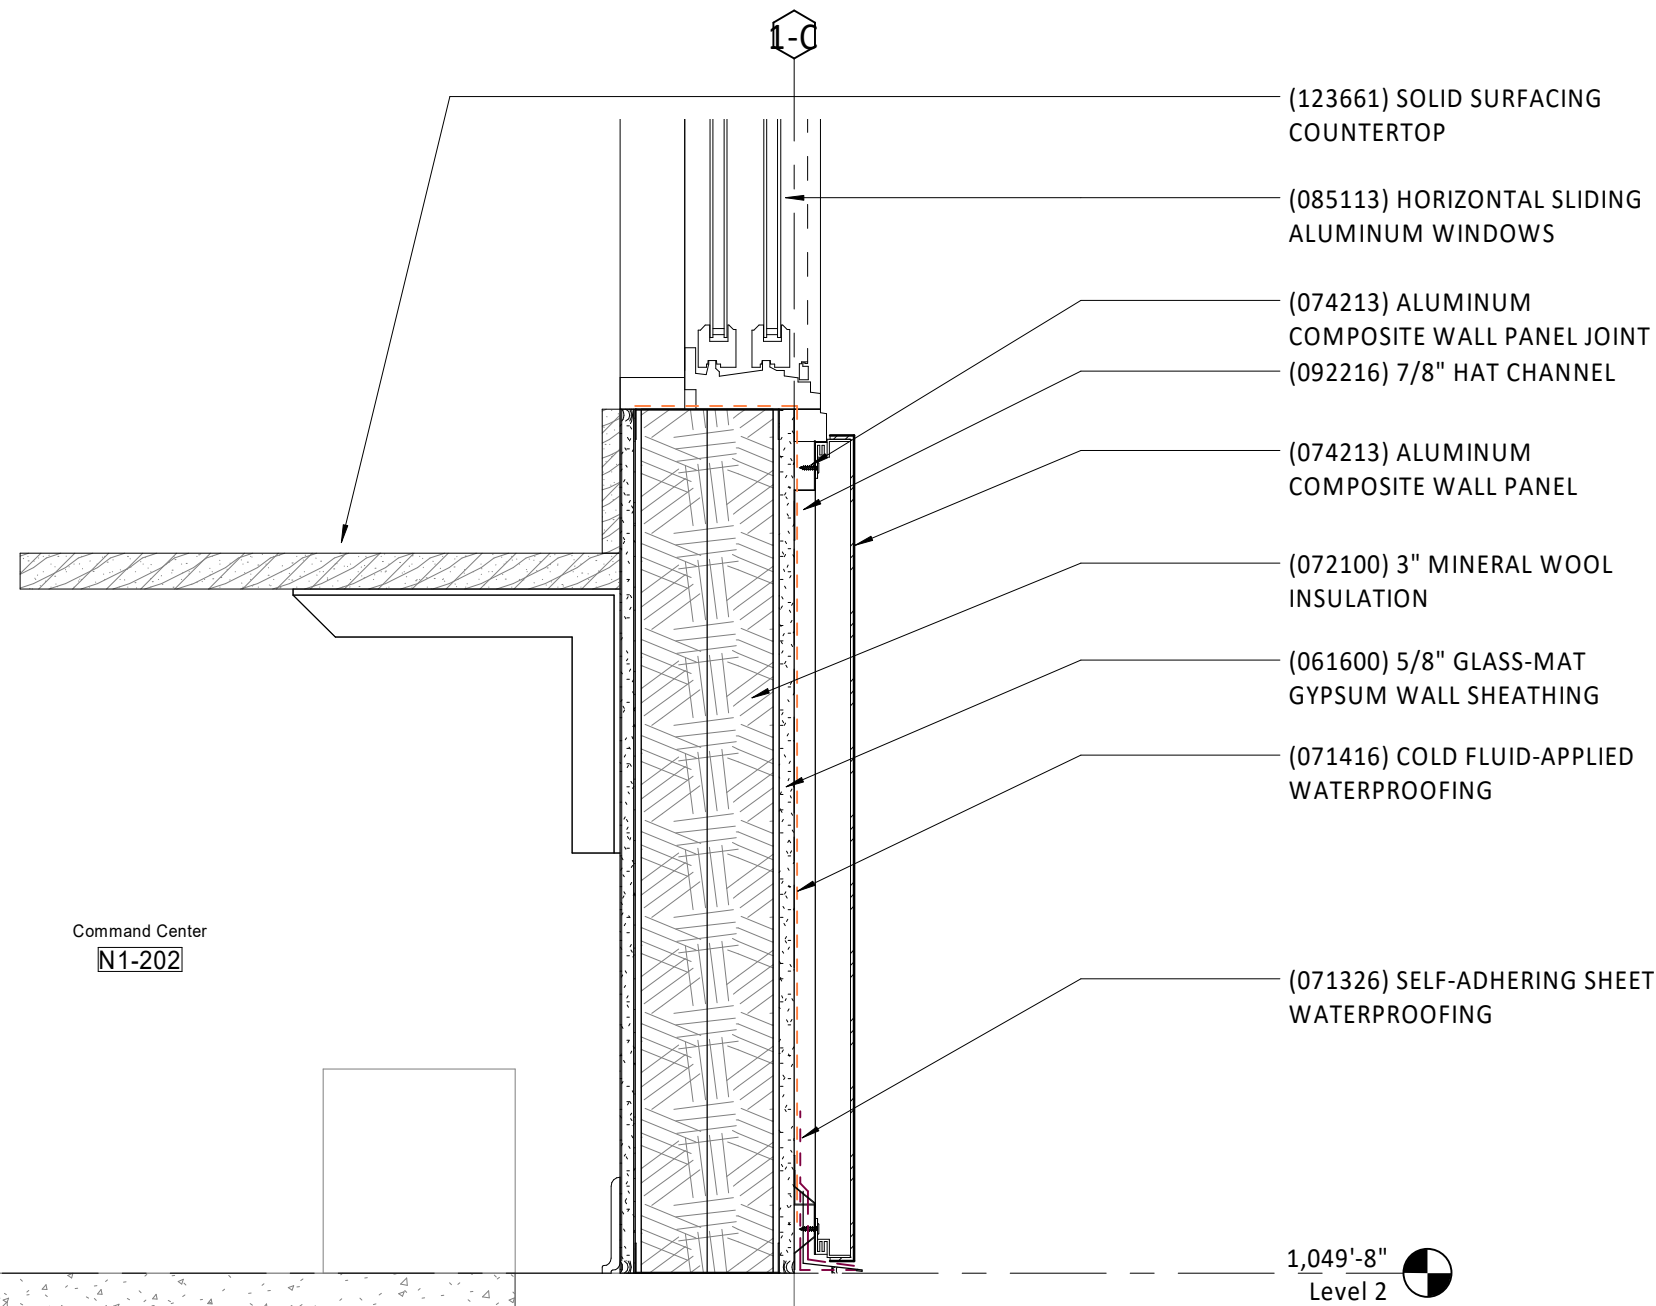 1-C
(123661) SOLID SURFACING
COUNTERTOP
(085113) HORIZONTAL SLIDING
ALUMINUM WINDOWS
(074213) ALUMINUM
COMPOSITE WALL PANEL JOINT
(092216) 7/8" HAT CHANNEL
(074213) ALUMINUM
COMPOSITE WALL PANEL
(072100) 3" MINERAL WOOL
INSULATION
(061600) 5/8" GLASS-MAT
GYPSUM WALL SHEATHING
(071416) COLD FLUID-APPLIED
WATERPROOFING
Command Center
N1-202
(071326) SELF-ADHERING SHEET
WATERPROOFING
1,049'-8"
Level 2